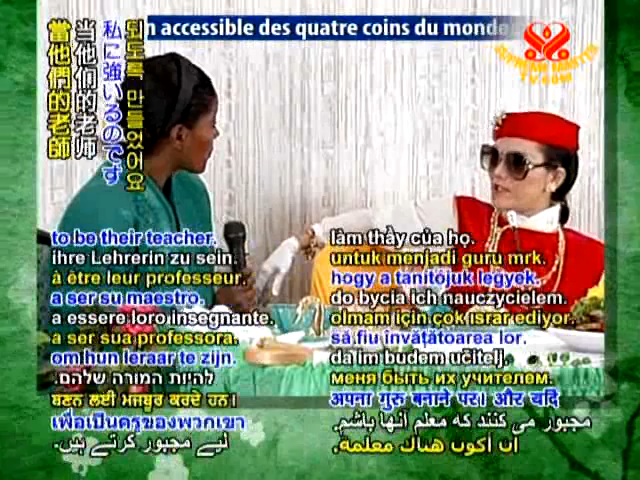 n accessible des quatre coins du monde
SUPREME MASTER
TV.COM
當他們的老師
当他们的老师
私に強いるのです
되도록 만들었어요
to be their teacher.
ihre Lehrerin zu sein.
à être leur professeur.
a ser su maestro.
a essere loro insegnante.
a ser sua professora.
om hun leraar te zijn.
להיות המורה שלהם.
ਬਣਨ ਲਈ ਮਜਬੂਰ ਕਰਦੇ ਹਨ।
เพื่อเป็นครูของพวกเขา
لیے مجبور کرتے ہیں.
làm thầy của họ.
untuk menjadi guru mrk.
hogy a tanítójuk legyek.
do bycia ich nauczycielem.
olmam için çok ısrar ediyor.
să fiu învățătoarea lor.
da im budem učitelj,
меня быть их учителем.
अपना गुरु बनाने पर। और यदि
مجبور می کنند که معلم آنها باشم.
ان أكون هناك معلمة.